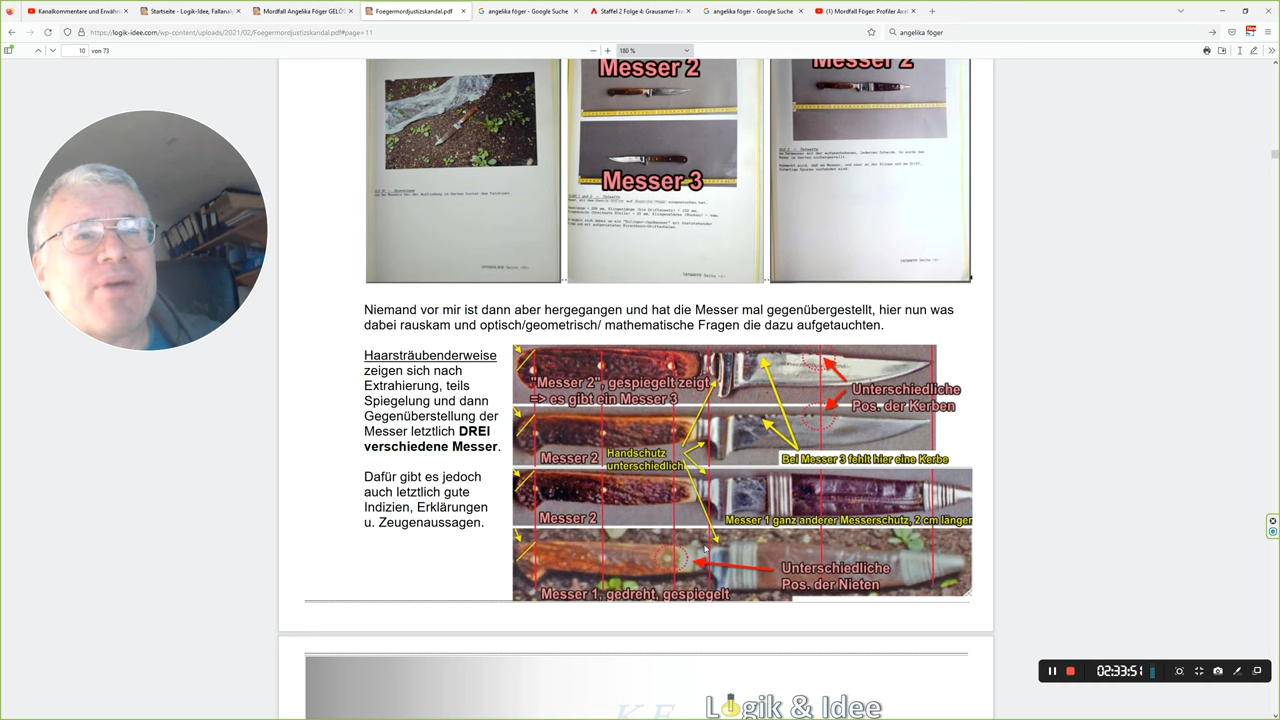 Kanalkommentare und Erwähn
Startseite - Logik-Idee, Fallanaly
Mordfall Angelika Föger GELÖS
Foegermordjustizskandal.pdf
angelika föger - Google Suche
Staffel 2 Folge 4: Grausamer Fra
angelika föger - Google Suche
(1) Mordfall Föger: Profiler Axel
https://logik-idee.com/wp-content/uploads/2021/02/Foegermordjustizskandal.pdf#page=11
angelika föger
10 von 73
180 %
Messer 2
Messer 2
Messer 3
Niemand vor mir ist dann aber hergegangen und hat die Messer mal gegenübergestellt, hier nun was
dabei rauskam und optisch/geometrisch/ mathematische Fragen die dazu aufgetauchten.
Haarsträubenderweise
zeigen sich nach
Extrahierung, teils
Spiegelung und dann
Gegenüberstellung der
Messer letztlich DREI
verschiedene Messer.
Dafür gibt es jedoch
auch letztlich gute
Indizien, Erklärungen
u. Zeugenaussagen.
"Messer 2", gespiegelt zeigt
=> es gibt ein Messer 3
Unterschiedliche
Pos. der Kerben
Messer 2
Handschutz
unterschiedlich
Bei Messer 3 fehlt hier eine Kerbe
Messer 2
Messer 1 ganz anderer Messerschutz, 2 cm länger
Unterschiedliche
Pos. der Nieten
Messer 1, gedreht, gespiegelt
02:33:51
K F
Logik & Idee